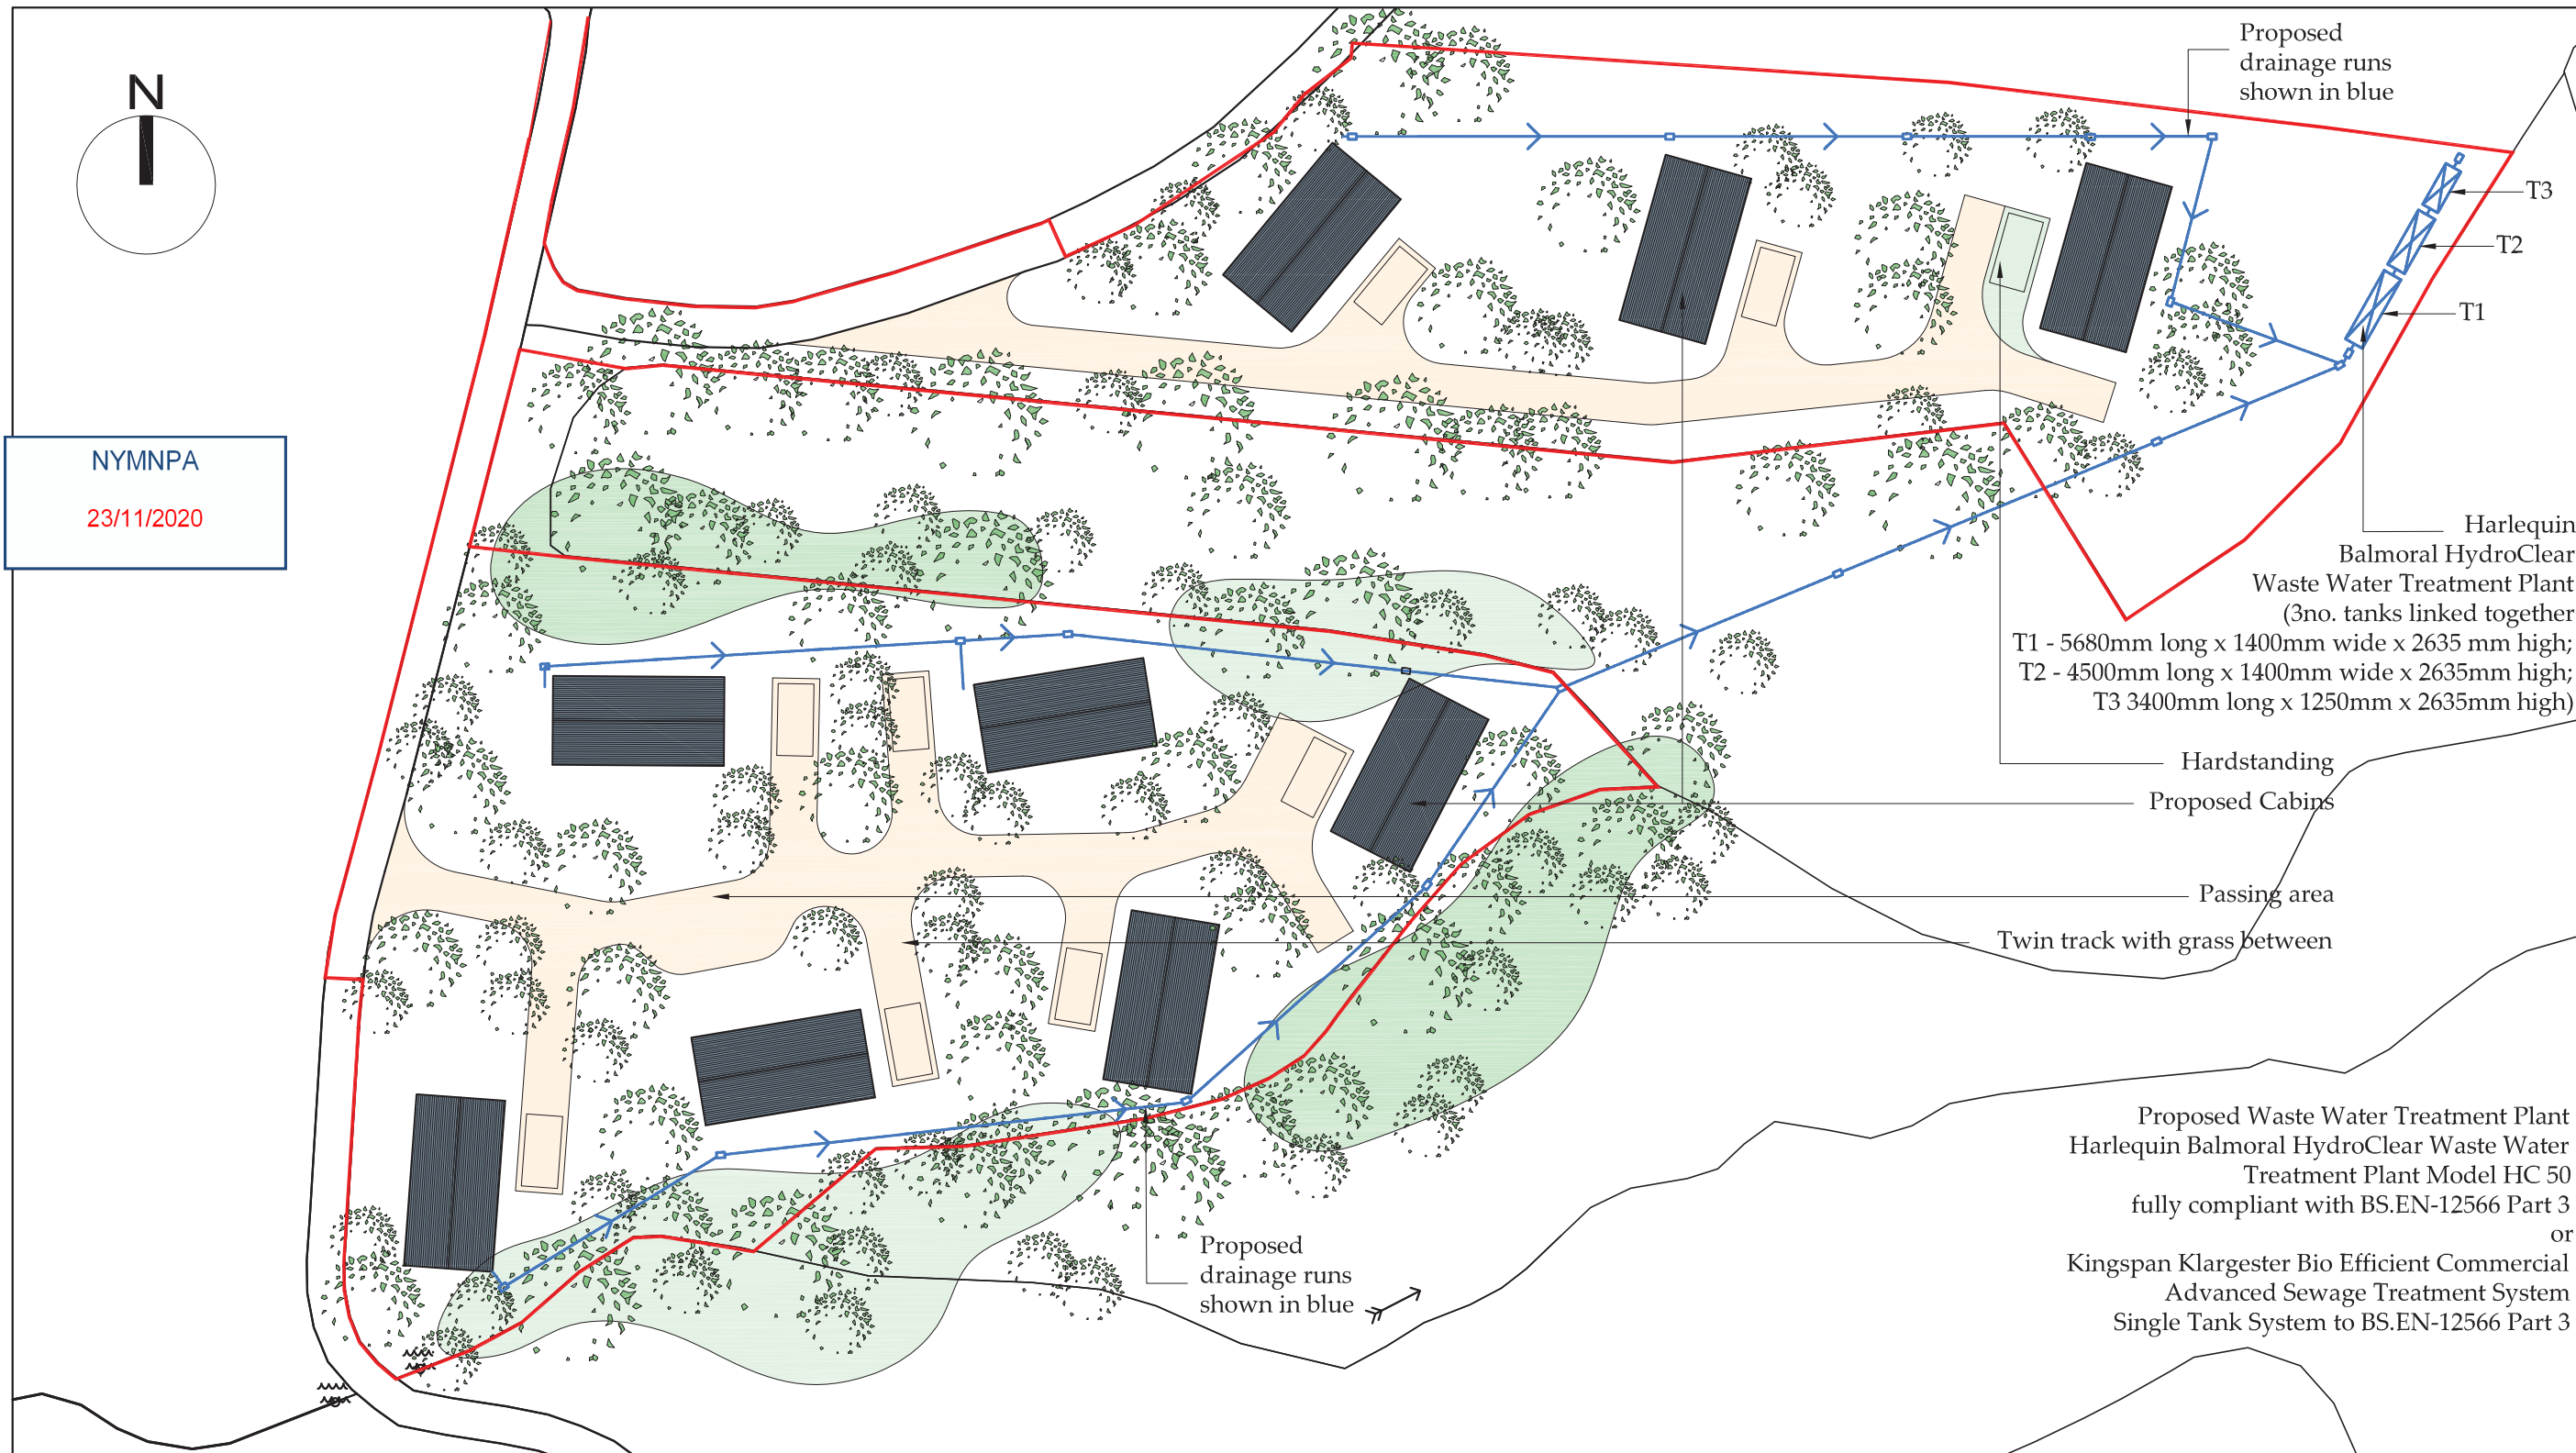 N
NYMNPA
23/11/2020
Proposed
drainage runs
shown in blue
T3
T2
T1
Harlequin
Balmoral HydroClear
Waste Water Treatment Plant
(3no. tanks linked together
T1 - 5680mm long x 1400mm wide x 2635 mm high;
T2 - 4500mm long x 1400mm wide x 2635mm high;
T3 3400mm long x 1250mm x 2635mm high)
Hardstanding
Proposed Cabins
Passing area
Twin track with grass between
Proposed Waste Water Treatment Plant
Harlequin Balmoral HydroClear Waste Water
Treatment Plant Model HC 50
fully compliant with BS.EN-12566 Part 3
or
Kingspan Klargester Bio Efficient Commercial
Advanced Sewage Treatment System
Single Tank System to BS.EN-12566 Part 3
Proposed
drainage runs
shown in blue